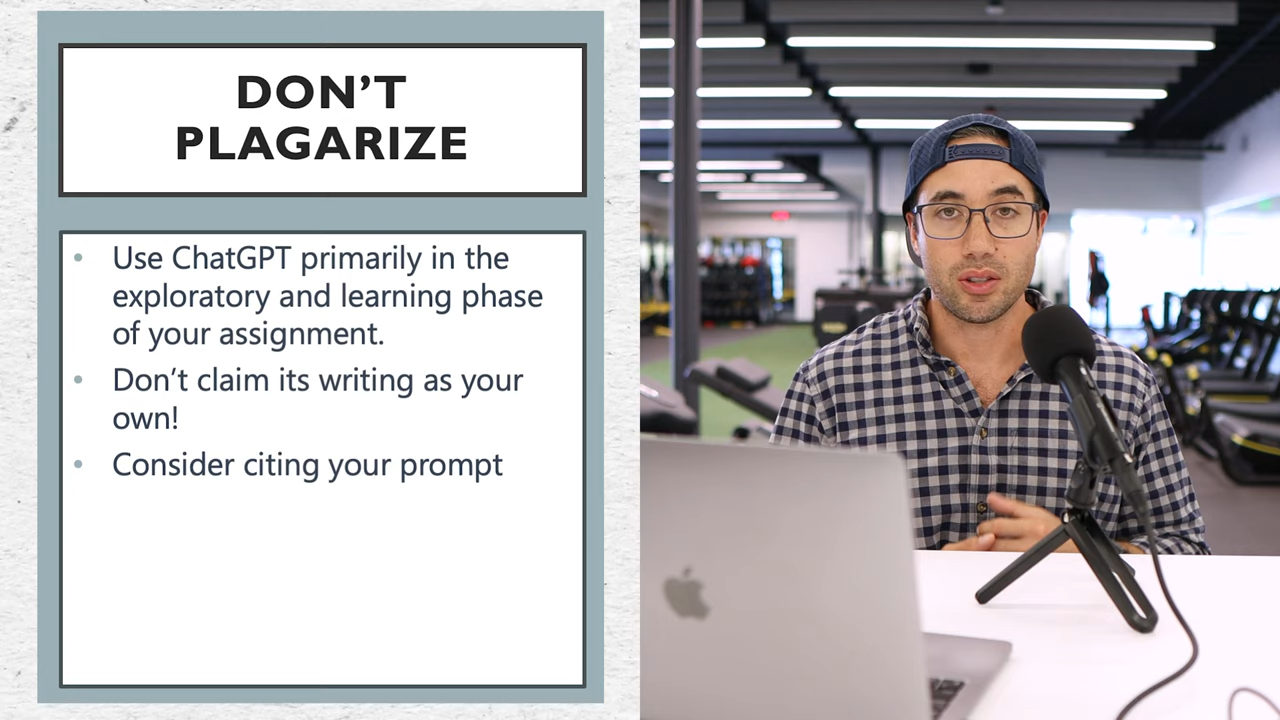 DON’T
PLAGARIZE
• Use ChatGPT primarily in the
exploratory and learning phase
of your assignment.
• Don’t claim its writing as your
own!
• Consider citing your prompt